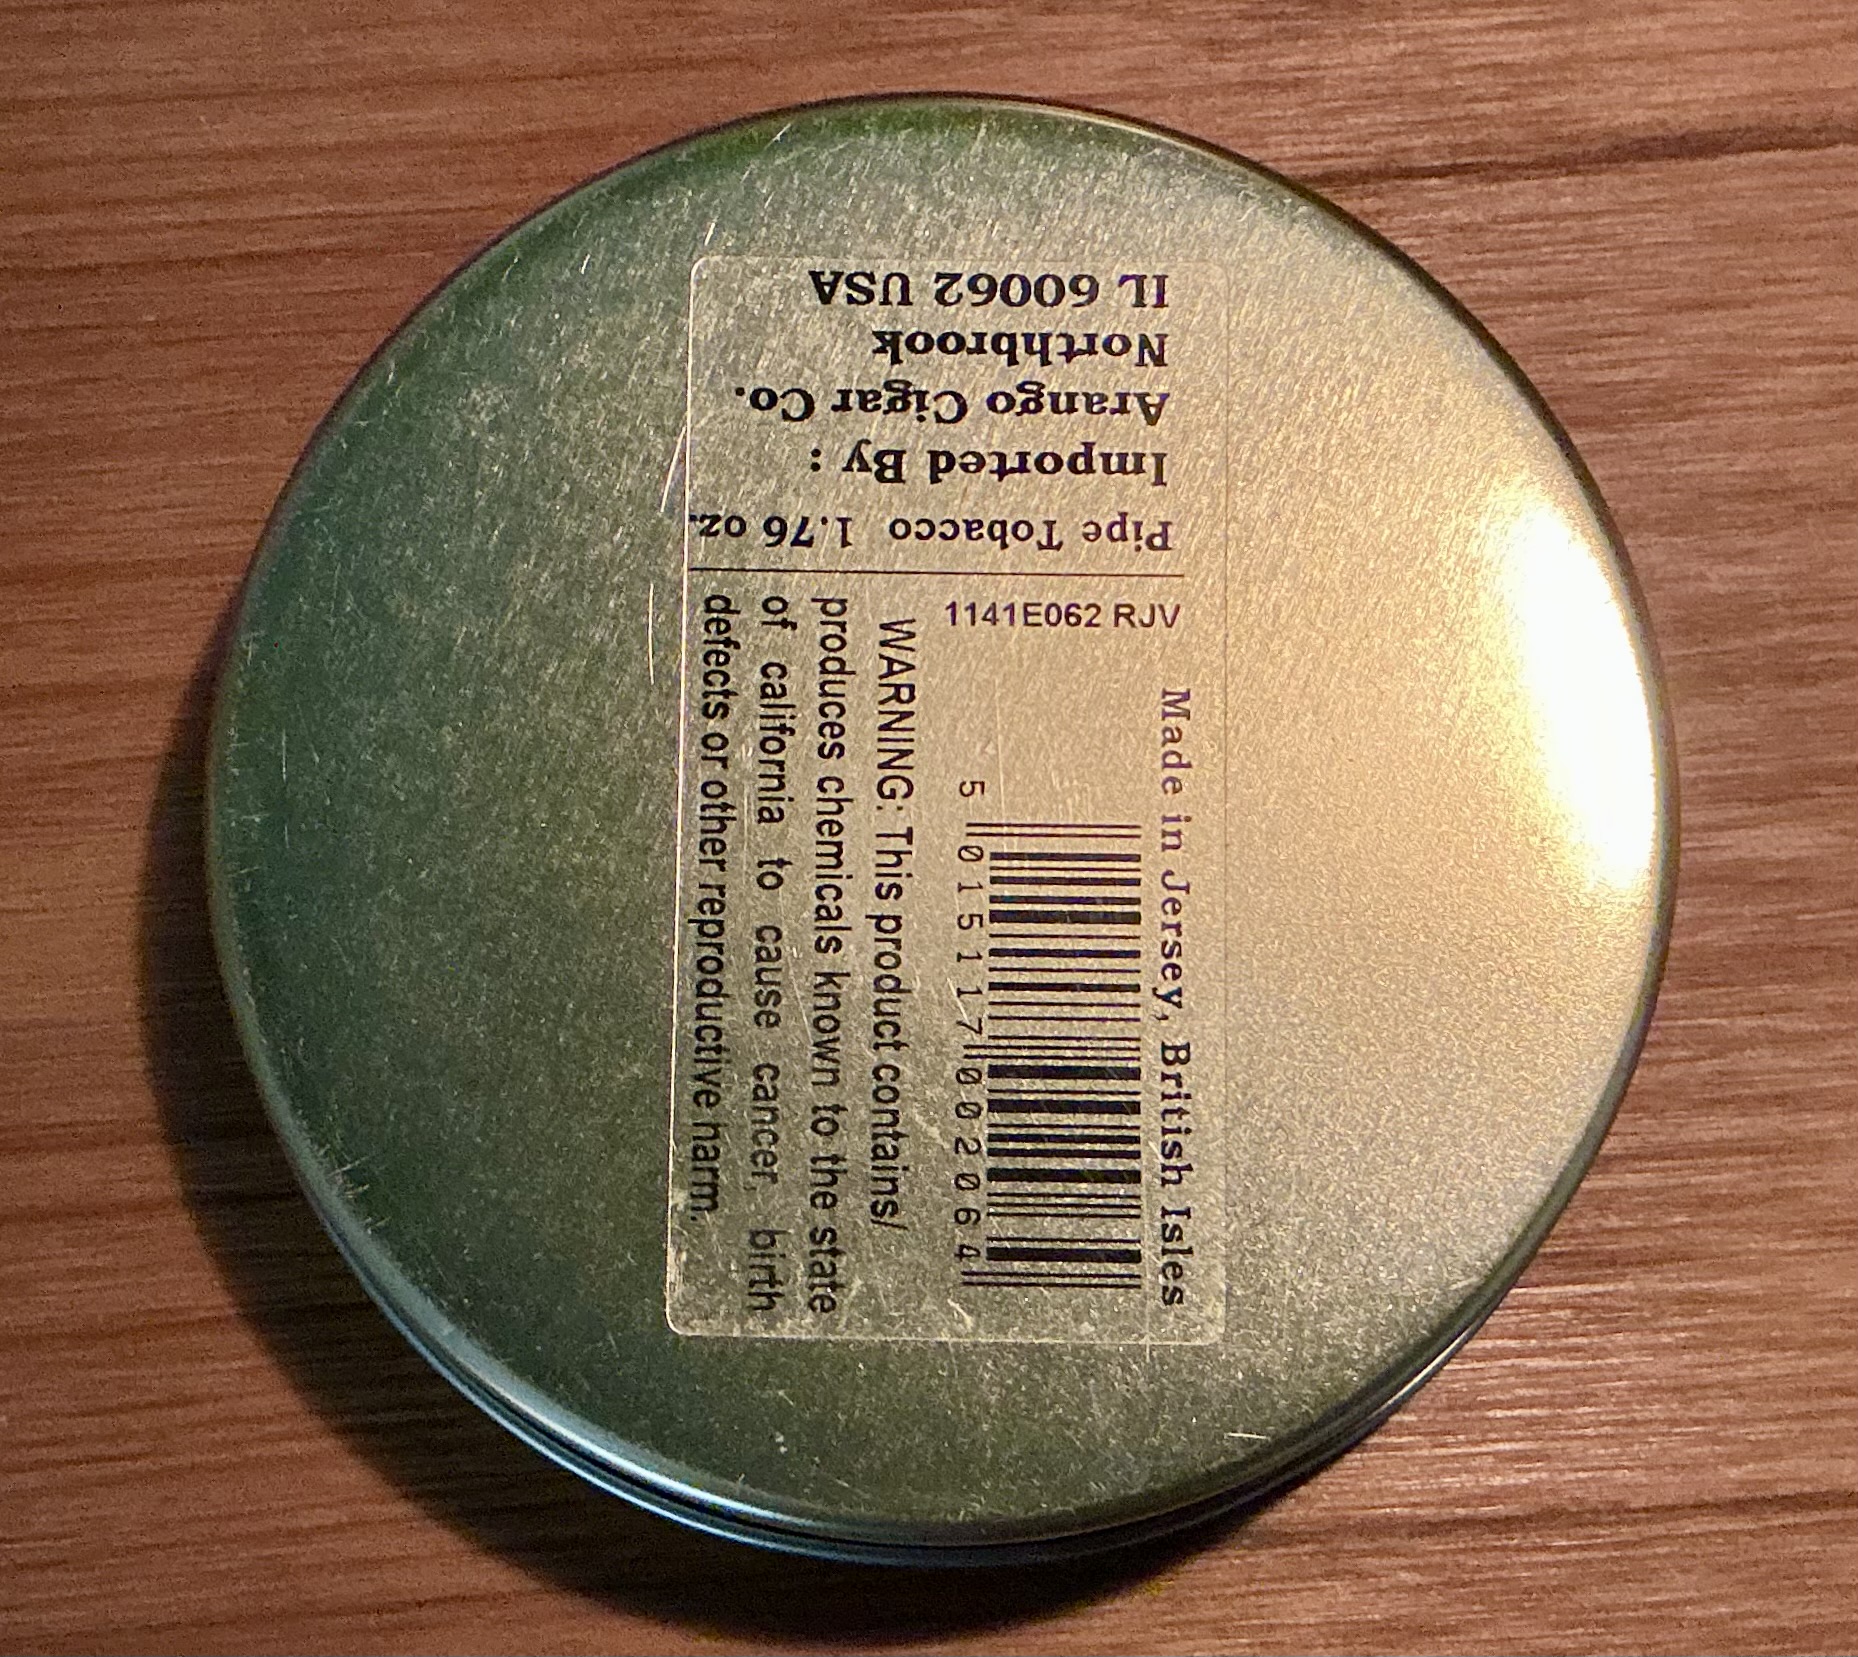 Pipe Tobacco 1.76 oz.
Imported By :
Arango Cigar Co.
Northbrook
IL 60062 USA
1141E062 RJV
Made in Jersey, British Isles
5 015117 002064
WARNING: This product contains/
produces chemicals known to the state
of california to cause cancer, birth
defects or other reproductive harm.